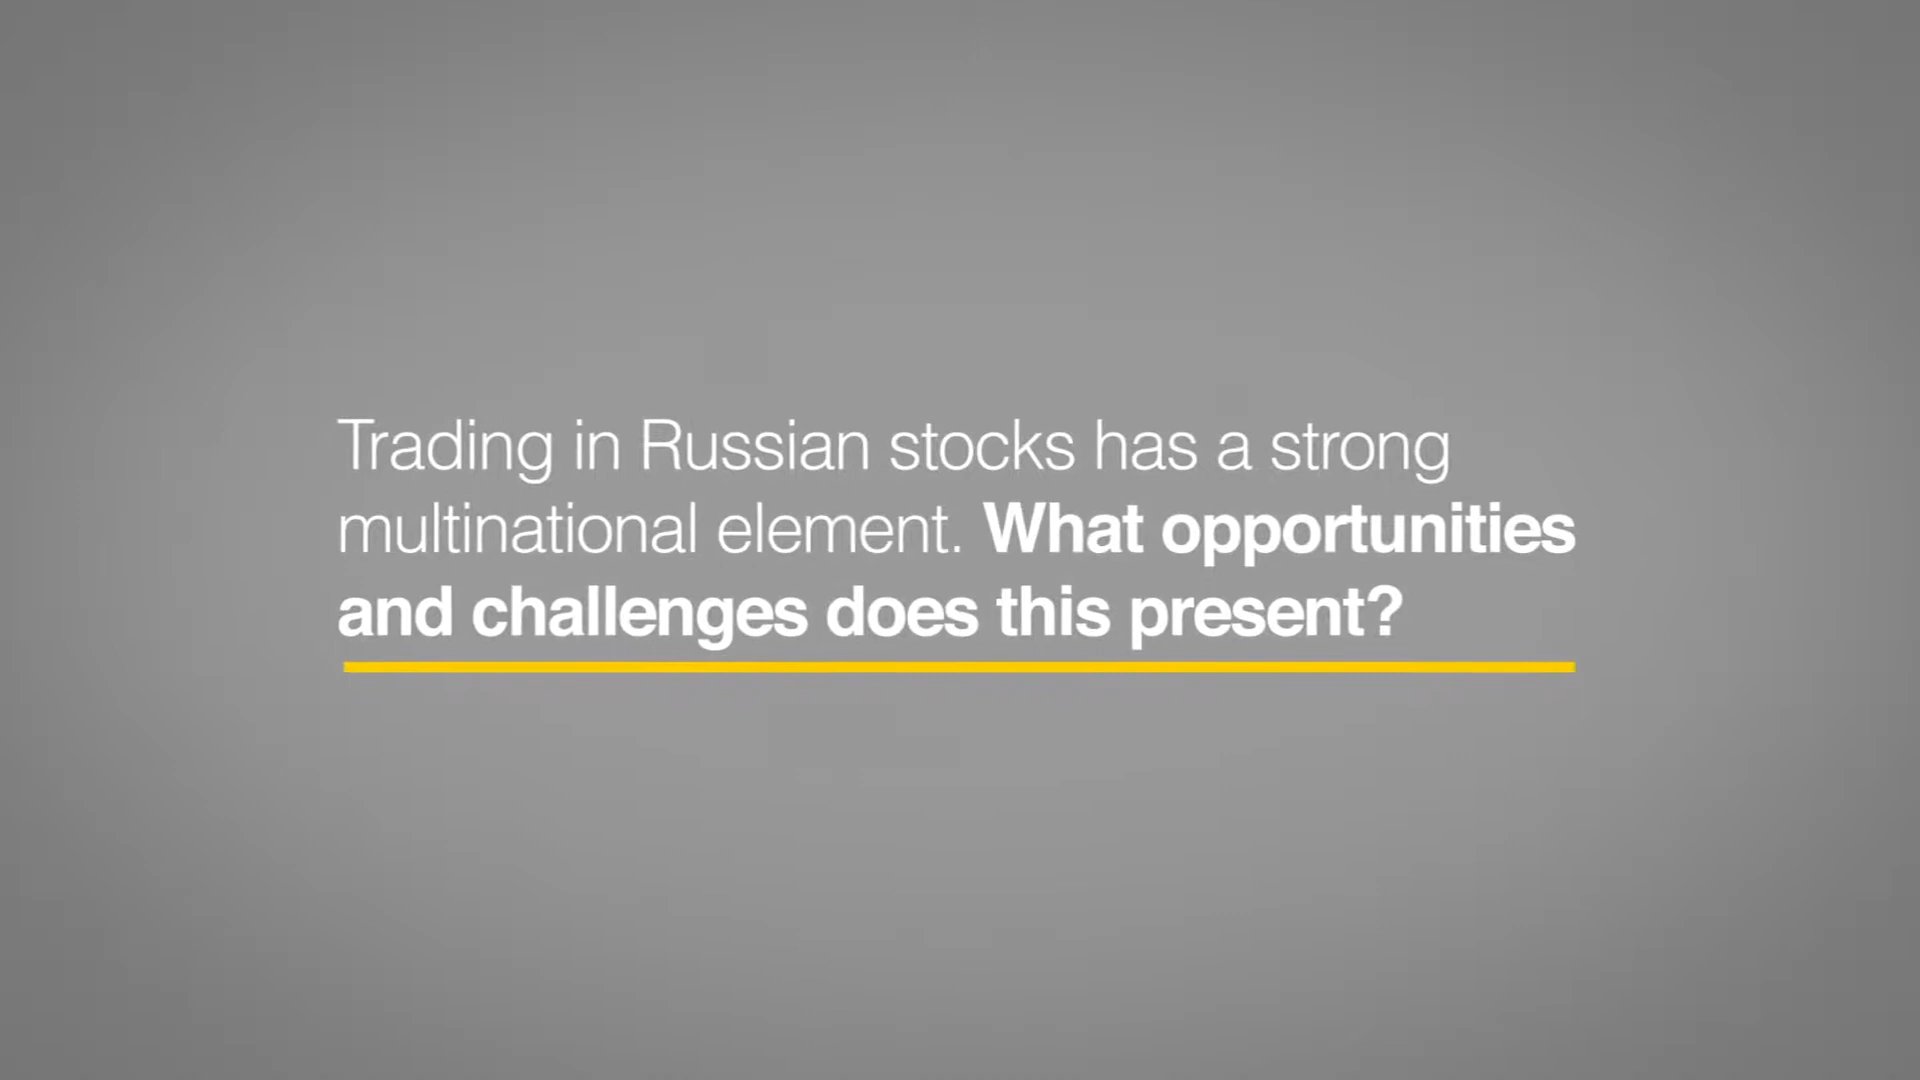 Trading in Russian stocks has a strong
multinational element. What opportunities
and challenges does this present?